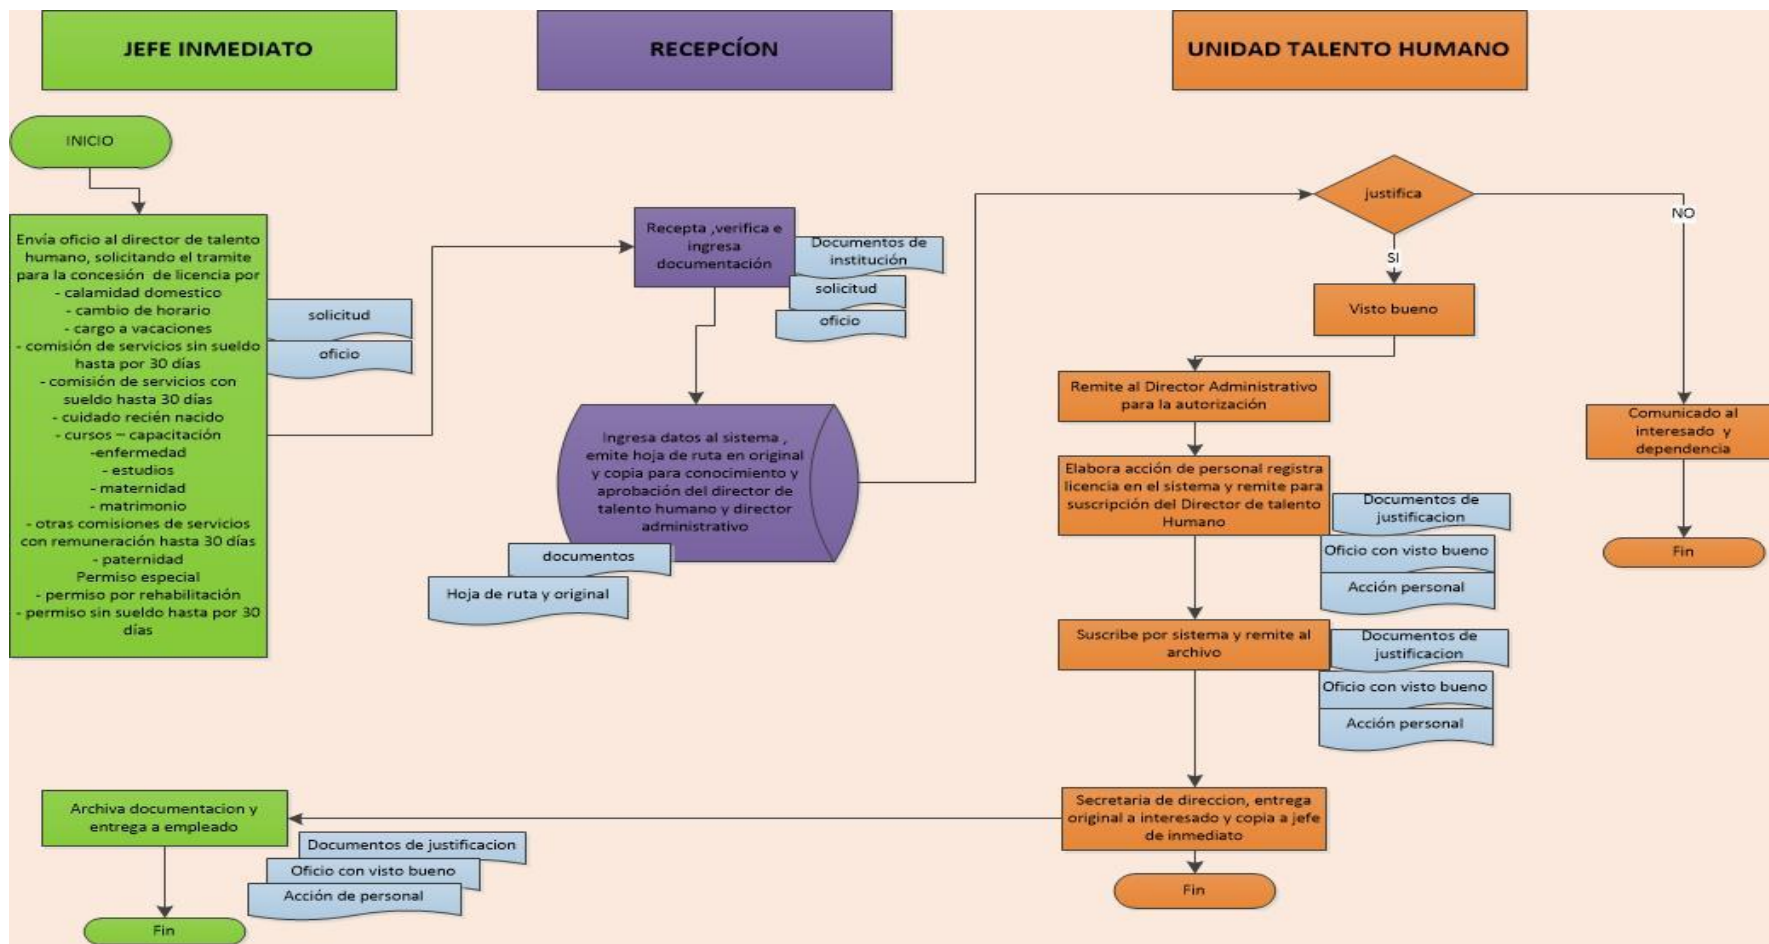 JEFE INMEDIATO
RECEPCÍON
UNIDAD TALENTO HUMANO
INICIO
Envía oficio al director de talento
humano, solicitando el tramite
para la concesión de licencia por
- calamidad domestico
- cambio de horario
- cargo a vacaciones
- comisión de servicios sin sueldo
hasta por 30 días
- comisión de servicios con
sueldo hasta 30 días
- cuidado recién nacido
- cursos – capacitación
-enfermedad
- estudios
- maternidad
- matrimonio
- otras comisiones de servicios
con remuneración hasta 30 días
- paternidad
Permiso especial
- permiso por rehabilitación
- permiso sin sueldo hasta por 30
días
solicitud
oficio
Recepta ,verifica e
ingresa
documentación
Documentos de
institución
solicitud
oficio
Ingresa datos al sistema ,
emite hoja de ruta en original
y copia para conocimiento y
aprobación del director de
talento humano y director
administrativo
documentos
Hoja de ruta y original
justifica
NO
SI
Visto bueno
Remite al Director Administrativo
para la autorización
Elabora acción de personal registra
licencia en el sistema y remite para
suscripción del Director de talento
Humano
Documentos de
justificacion
Oficio con visto bueno
Acción personal
Comunicado al
interesado y
dependencia
Fin
Suscribe por sistema y remite al
archivo
Documentos de
justificacion
Oficio con visto bueno
Acción personal
Secretaria de direccion, entrega
original a interesado y copia a jefe
de inmediato
Fin
Archiva documentacion y
entrega a empleado
Documentos de justificacion
Oficio con visto bueno
Acción de personal
Fin